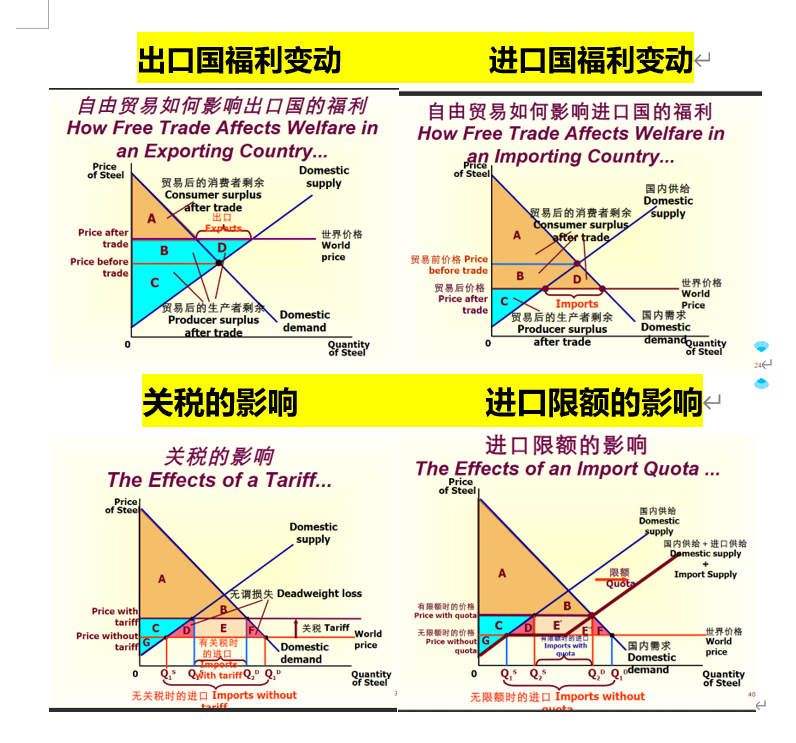 出口国福利变动
进口国福利变动
自由贸易如何影响出口国的福利
How Free Trade Affects Welfare in
an Exporting Country...
Price
of Steel
Domestic
supply
贸易后的消费者剩余
Consumer surplus
after trade
出口
Exports
A
Price after
trade
世界价格
World
price
B
D
Price before
trade
C
贸易后的生产者剩余
Producer surplus
after trade
Domestic
demand
0
Quantity
of Steel
自由贸易如何影响进口国的福利
How Free Trade Affects Welfare in
an Importing Country...
Price
of Steel
国内供给
Domestic
supply
贸易后的消费者剩余
Consumer surplus
after trade
A
贸易前价格 Price
before trade
B
D
贸易后价格
Price after
trade
世界价格
World
Price
C
Imports
贸易后的生产者剩余
Producer surplus
after trade
国内需求
Domestic
demand
0
Quantity
of Steel
24
关税的影响
进口限额的影响
关税的影响
The Effects of a Tariff...
Price
of Steel
Domestic
supply
A
B
无谓损失 Deadweight loss
Price with
tariff
C
D
E
F
关税 Tariff
Price without
tariff
G
World
price
有关税时
的进口
Imports
with tariff
Domestic
demand
0
Q1S
Q2S
Q2D
Q1D
Quantity
of Steel
无关税时的进口 Imports without
tariff
进口限额的影响
The Effects of an Import Quota ...
Price
of Steel
国内供给
Domestic
supply
国内供给 + 进口供给
Domestic supply
+
Import Supply
限额
Quota
A
B
有限额时的价格
Price with quota
C
D
E'
E"
F
无限额时的价格
Price without
quota
G
世界价格
World
price
有限额时的进口
Imports with
quota
国内需求
Domestic
demand
0
Q1S
Q2S
Q2D
Q1D
Quantity
of Steel
无限额时的进口 Imports without
quota
40